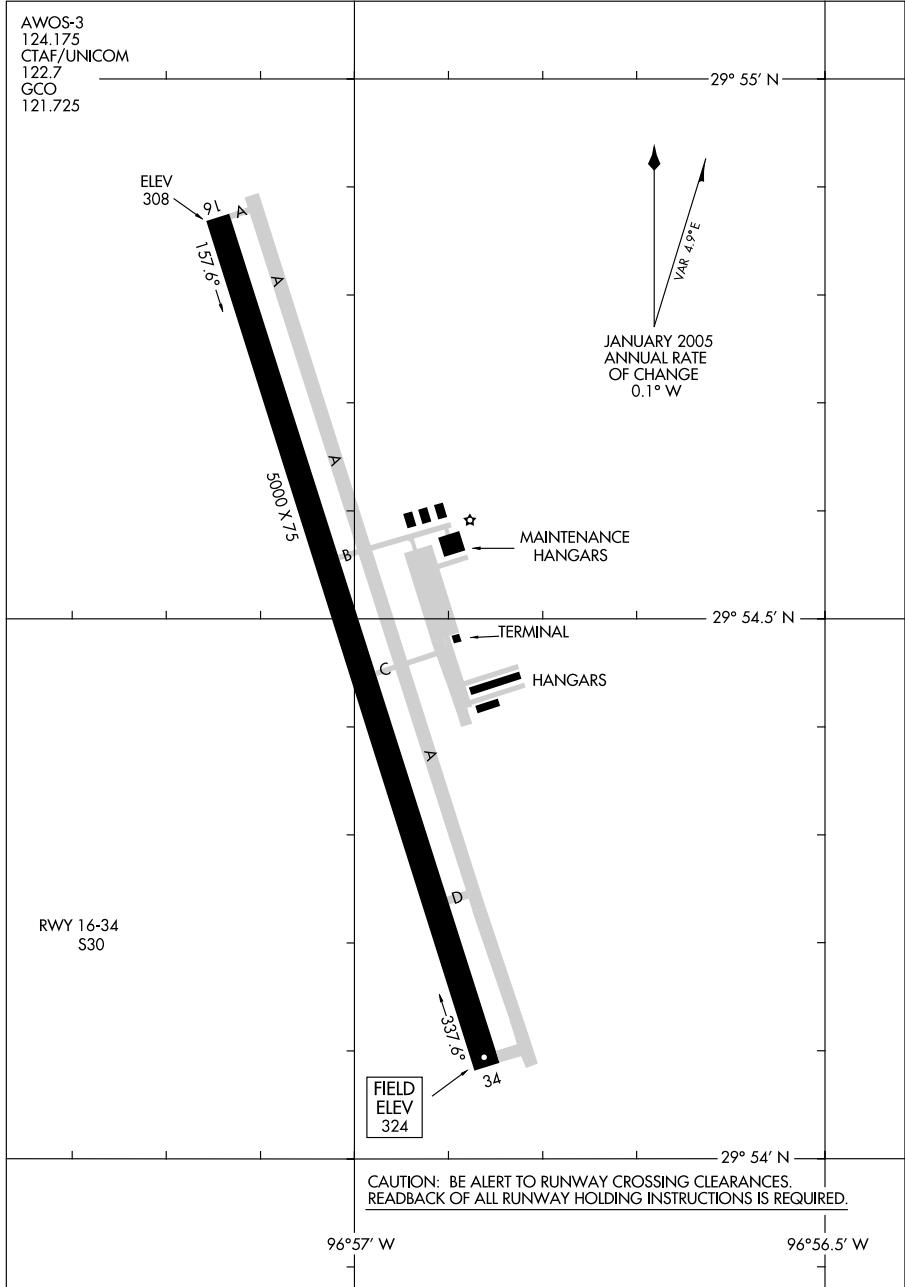 AWOS-3
124.175
CTAF/UNICOM
122.7
GCO
121.725
29° 55' N
ELEV
308
16
A
157.6°
A
VAR 4.9° E
JANUARY 2005
ANNUAL RATE
OF CHANGE
0.1° W
A
5000 X 75
B
MAINTENANCE
HANGARS
29° 54.5' N
TERMINAL
C
HANGARS
A
D
RWY 16-34
S30
337.6°
34
FIELD
ELEV
324
29° 54' N
CAUTION: BE ALERT TO RUNWAY CROSSING CLEARANCES.
READBACK OF ALL RUNWAY HOLDING INSTRUCTIONS IS REQUIRED.
96°57' W
96°56.5' W